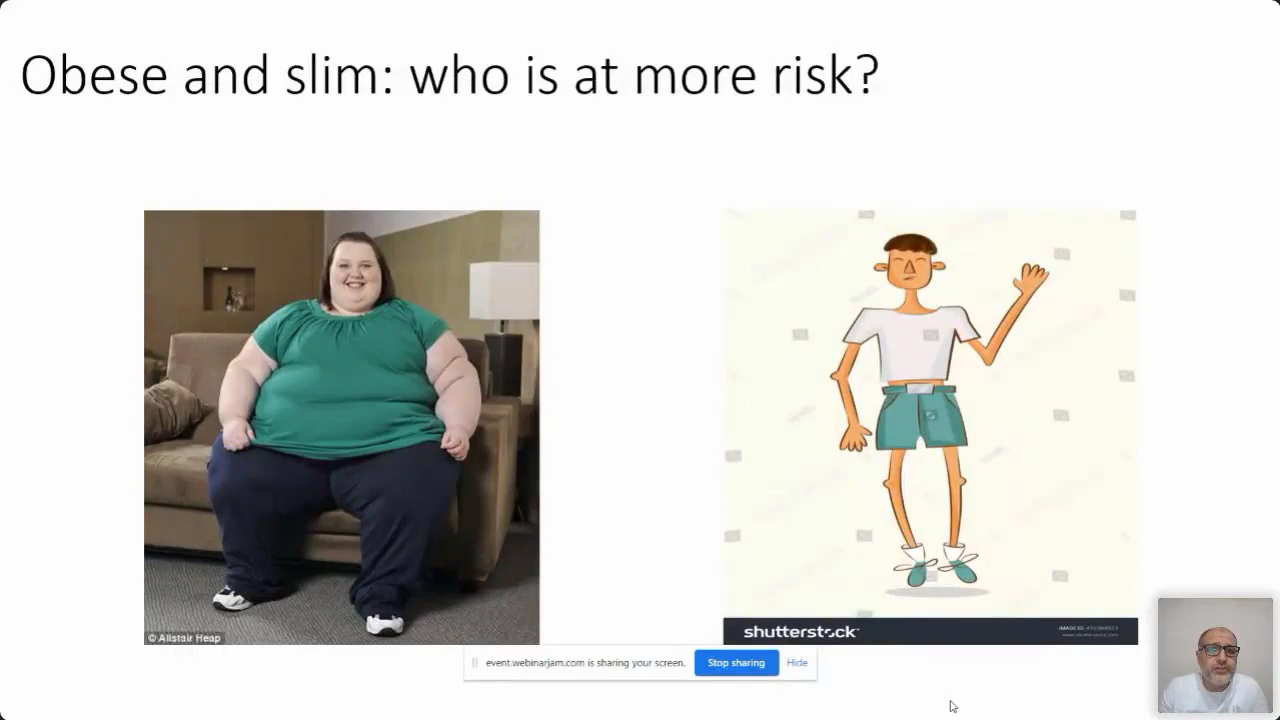 Obese and slim: who is at more risk?
© Alistair Heap
shutterstock
event.webinarjam.com is sharing your screen.
Stop sharing
Hide